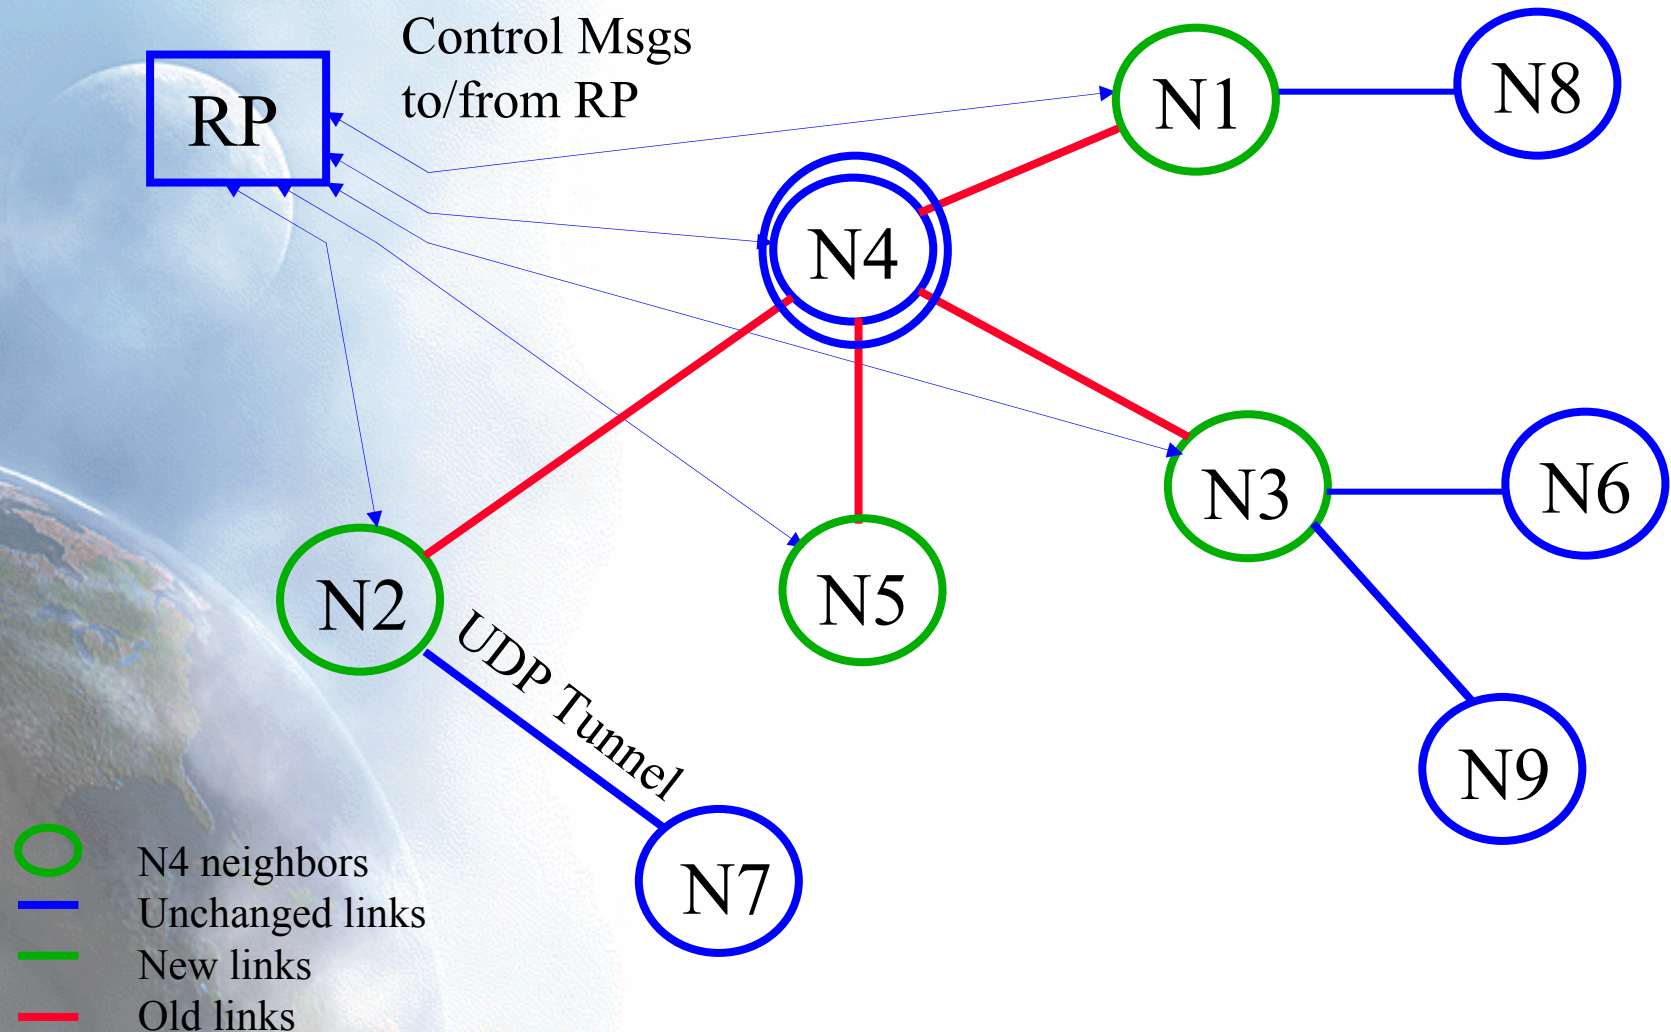 Control Msgs
to/from RP
RP
N1
N8
N4
N3
N6
N2
N5
UDP Tunnel
N9
N7
N4 neighbors
Unchanged links
New links
Old links